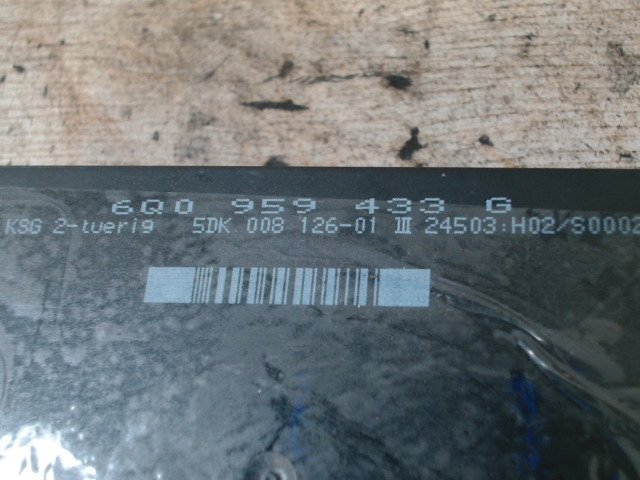 6Q0 959 433 G
KSG 2-tuerig 5DK 008 126-01 III 24503:H02/S0002